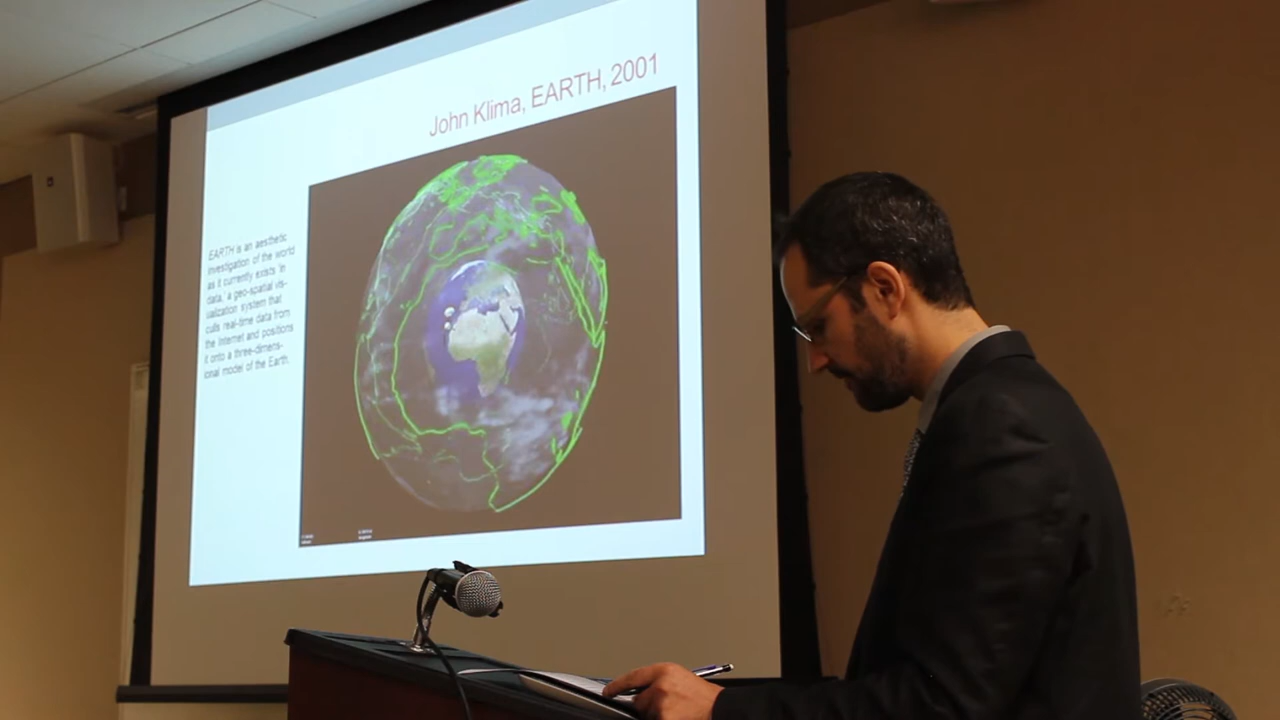 John Klima, EARTH, 2001
EARTH is an aesthetic
investigation of the world
as it currently exists 'in
data,' a geo-spatial vis-
ualization system that
culls real-time data from
the Internet and positions
it onto a three-dimens-
ional model of the Earth.